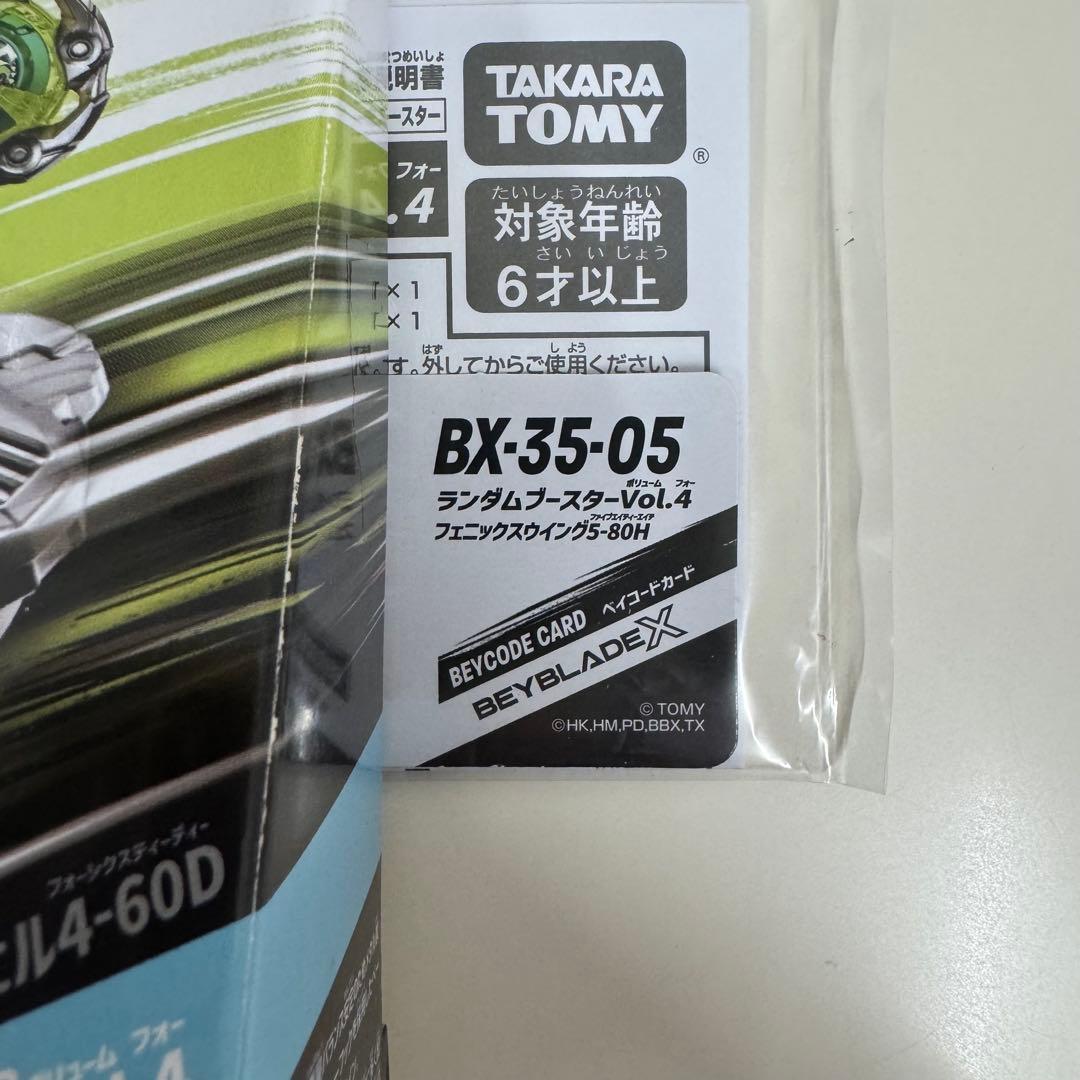 つめいしょ
説明書
ースター
フォー
.4
TAKARA
TOMY
®
たいしょうねんれい
対象年齢
さい いじょう
6才以上
×1
×1
はず しよう
す。外してからご使用ください。
BX-35-05
ボリューム フォー
ランダムブースターVol.4
ファイブエイティーエイチ
フェニックスウイング5-80H
BEYCODE CARD ベイコードカード
BEYBLADE X
© TOMY
©HK,HM,PD,BBX,TX
フォーシクスティーディー
ル4-60D
ボリューム フォー